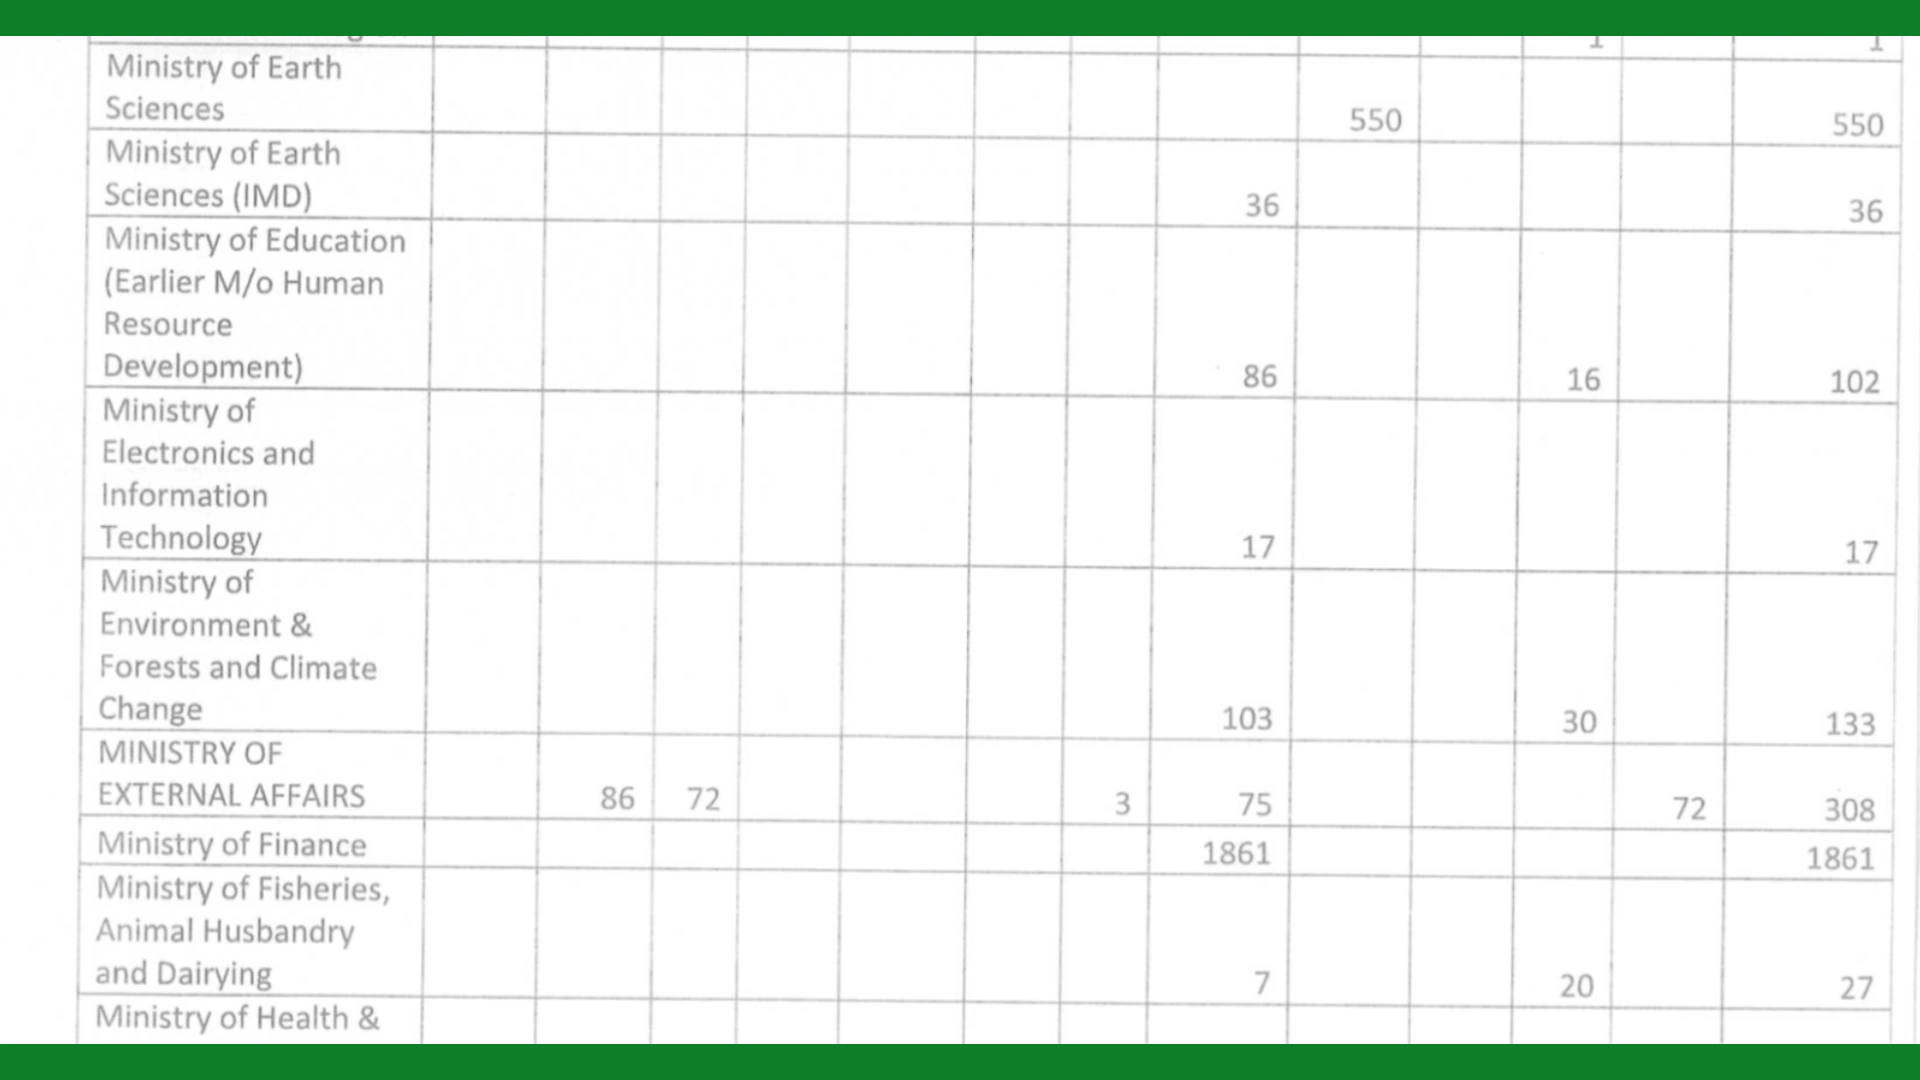 1 1
Ministry of Earth
Sciences 550 550
Ministry of Earth
Sciences (IMD) 36 36
Ministry of Education
(Earlier M/o Human
Resource
Development) 86 16 102
Ministry of
Electronics and
Information
Technology 17 17
Ministry of
Environment &
Forests and Climate
Change 103 30 133
MINISTRY OF
EXTERNAL AFFAIRS 86 72 3 75 72 308
Ministry of Finance 1861 1861
Ministry of Fisheries,
Animal Husbandry
and Dairying 7 20 27
Ministry of Health &